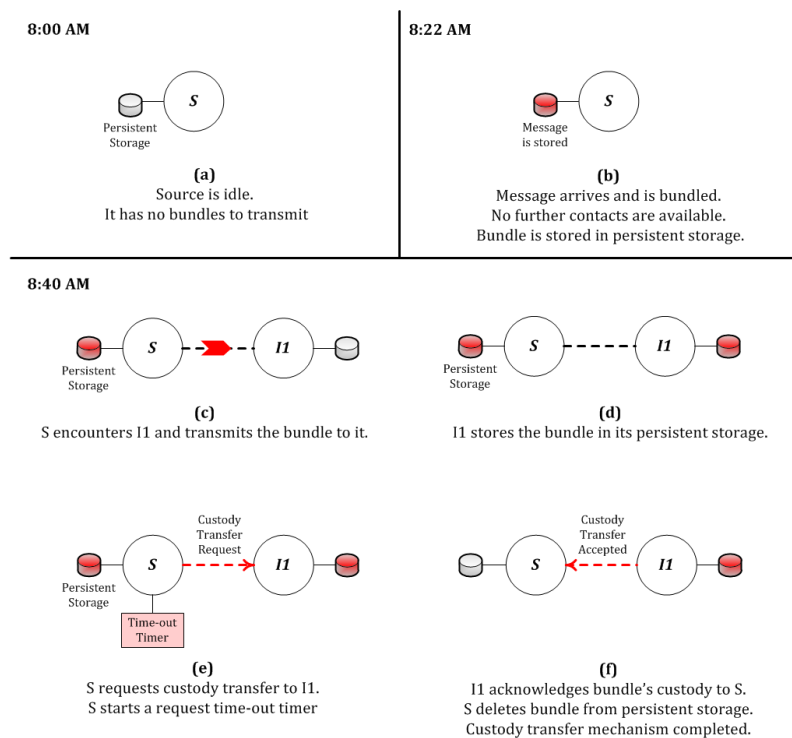 8:00 AM
S
Persistent
Storage
(a)
Source is idle.
It has no bundles to transmit
8:22 AM
S
Message
is stored
(b)
Message arrives and is bundled.
No further contacts are available.
Bundle is stored in persistent storage.
8:40 AM
S
I1
Persistent
Storage
(c)
S encounters I1 and transmits the bundle to it.
S
I1
Persistent
Storage
(d)
I1 stores the bundle in its persistent storage.
Custody
Transfer
Request
S
I1
Persistent
Storage
Time-out
Timer
(e)
S requests custody transfer to I1.
S starts a request time-out timer
Custody
Transfer
Accepted
S
I1
(f)
I1 acknowledges bundle's custody to S.
S deletes bundle from persistent storage.
Custody transfer mechanism completed.